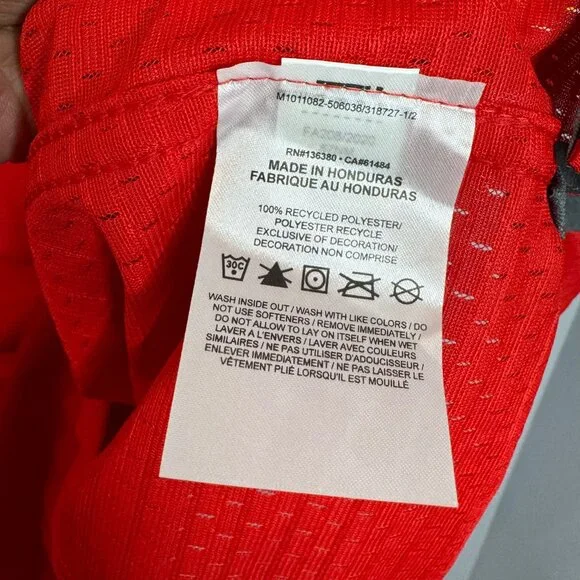 M1011082-506036/318727-1/2
RN#136380 • CA#61484
MADE IN HONDURAS
FABRIQUE AU HONDURAS
100% RECYCLED POLYESTER/
POLYESTER RECYCLE
EXCLUSIVE OF DECORATION/
DECORATION NON COMPRISE
30C
WASH INSIDE OUT / WASH WITH LIKE COLORS / DO
NOT USE SOFTENERS / REMOVE IMMEDIATELY /
DO NOT ALLOW TO LAY ON ITSELF WHEN WET
LAVER A L'ENVERS / LAVER AVEC COULEURS
SIMILAIRES / NE PAS UTILISER D'ADOUCISSEUR /
ENLEVER IMMEDIATEMENT / NE PAS LAISSER LE
VÊTEMENT PLIÉ LORSQU'IL EST MOUILLÉ